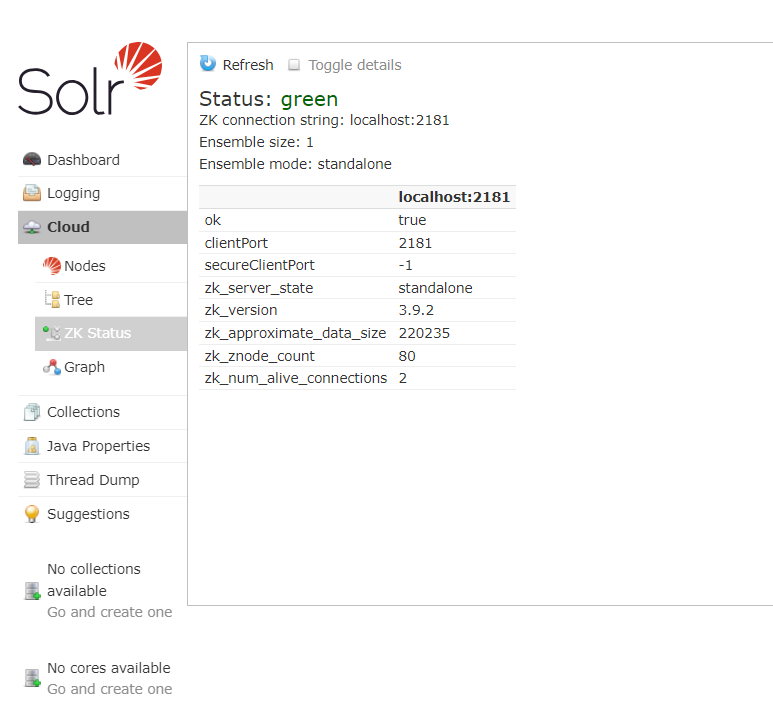 Solr
Dashboard
Logging
Cloud
Nodes
Tree
ZK Status
Graph
Collections
Java Properties
Thread Dump
Suggestions
No collections
available
Go and create one
No cores available
Go and create one
Refresh Toggle details
Status: green
ZK connection string: localhost:2181
Ensemble size: 1
Ensemble mode: standalone
localhost:2181
ok true
clientPort 2181
secureClientPort -1
zk_server_state standalone
zk_version 3.9.2
zk_approximate_data_size 220235
zk_znode_count 80
zk_num_alive_connections 2